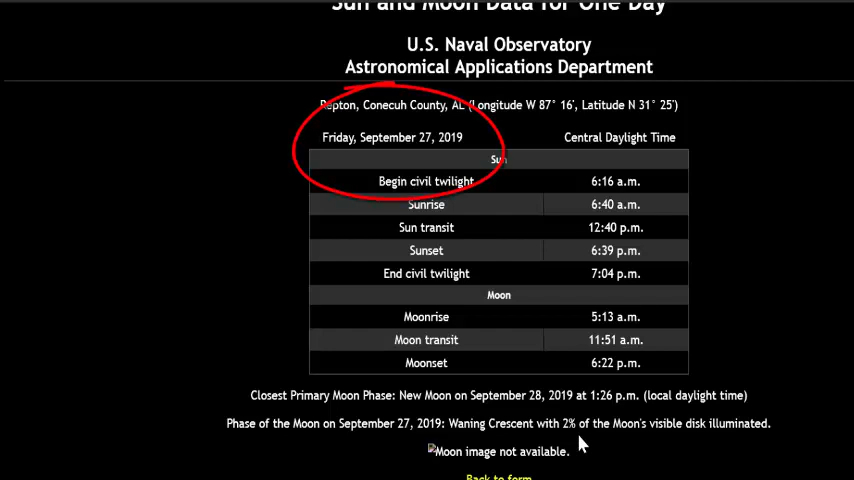 Sun and Moon Data for One Day
U.S. Naval Observatory
Astronomical Applications Department
Repton, Conecuh County, AL (Longitude W 87° 16', Latitude N 31° 25')
Friday, September 27, 2019 Central Daylight Time
Sun
Begin civil twilight 6:16 a.m.
Sunrise 6:40 a.m.
Sun transit 12:40 p.m.
Sunset 6:39 p.m.
End civil twilight 7:04 p.m.
Moon
Moonrise 5:13 a.m.
Moon transit 11:51 a.m.
Moonset 6:22 p.m.
Closest Primary Moon Phase: New Moon on September 28, 2019 at 1:26 p.m. (local daylight time)
Phase of the Moon on September 27, 2019: Waning Crescent with 2% of the Moon's visible disk illuminated.
Moon image not available.
Back to form